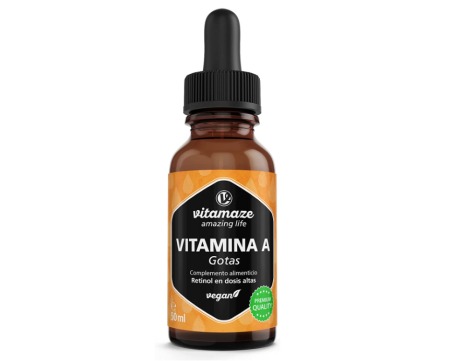 vitamaze
amazing life
VITAMINA A
Gotas
Complemento alimenticio
Retinol en dosis altas
vegan
PREMIUM
QUALITY
50 ml